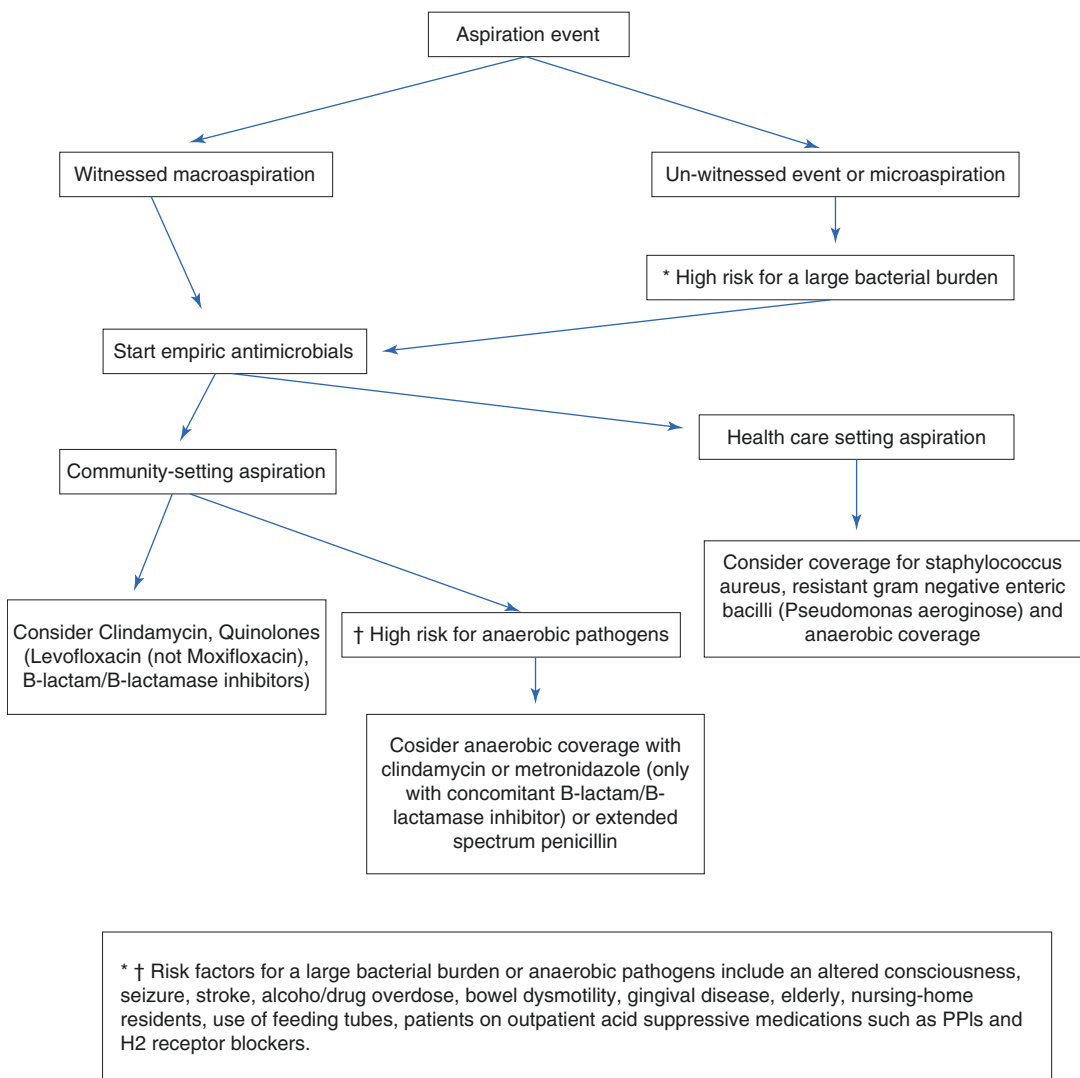 Aspiration event
Witnessed macroaspiration
Un-witnessed event or microaspiration
* High risk for a large bacterial burden
Start empiric antimicrobials
Health care setting aspiration
Community-setting aspiration
Consider coverage for staphylococcus
aureus, resistant gram negative enteric
bacilli (Pseudomonas aeroginose) and
anaerobic coverage
Consider Clindamycin, Quinolones
(Levofloxacin (not Moxifloxacin),
B-lactam/B-lactamase inhibitors)
† High risk for anaerobic pathogens
Cosider anaerobic coverage with
clindamycin or metronidazole (only
with concomitant B-lactam/B-
lactamase inhibitor) or extended
spectrum penicillin
* † Risk factors for a large bacterial burden or anaerobic pathogens include an altered consciousness,
seizure, stroke, alcoho/drug overdose, bowel dysmotility, gingival disease, elderly, nursing-home
residents, use of feeding tubes, patients on outpatient acid suppressive medications such as PPIs and
H2 receptor blockers.